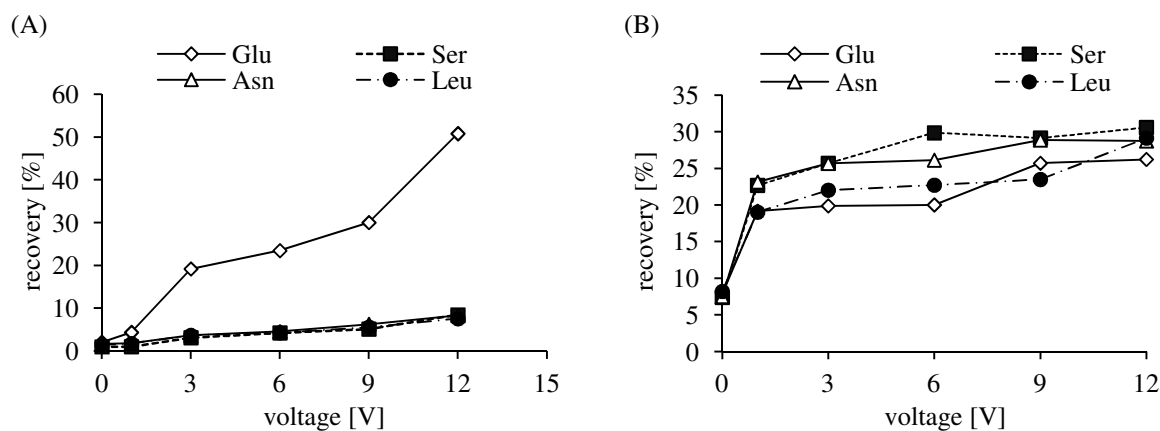 (A)
Glu Ser
Asn Leu
60
50
40
30
20
10
0
recovery [%]
0 3 6 9 12 15
voltage [V]
(B)
Glu Ser
Asn Leu
35
30
25
20
15
10
5
0
recovery [%]
0 3 6 9 12
voltage [V]